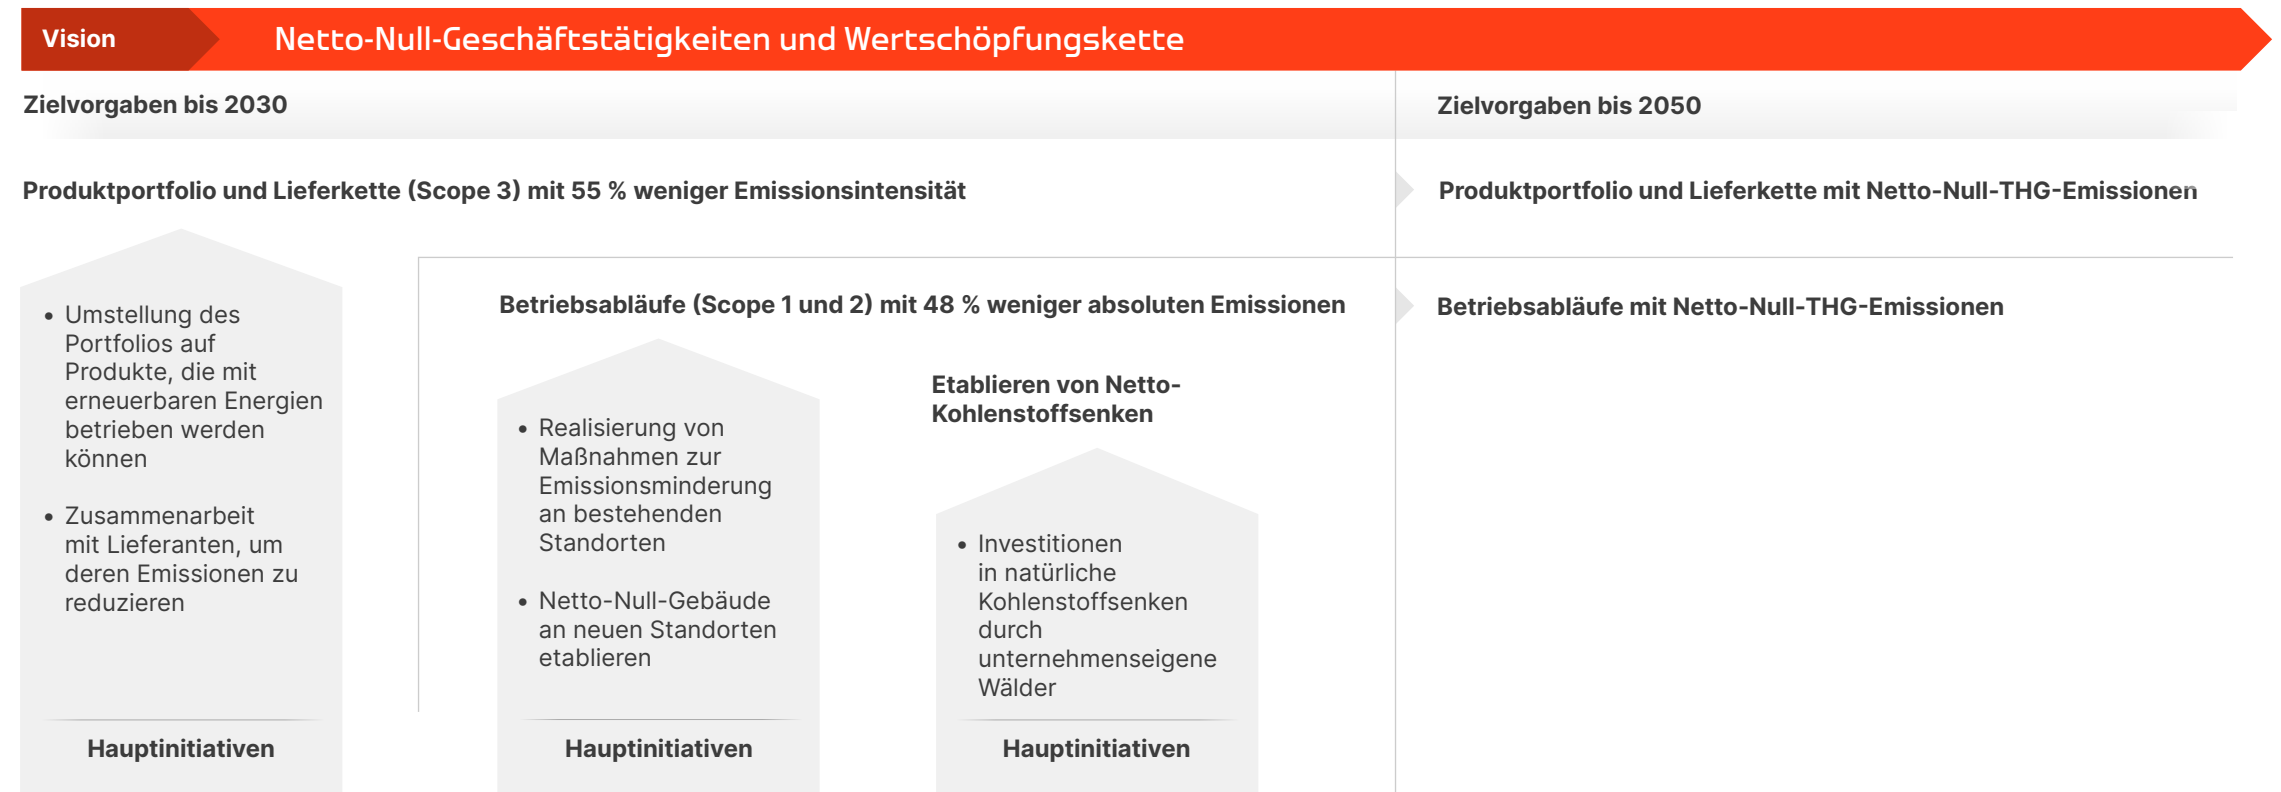 Vision
Netto-Null-Geschäftstätigkeiten und Wertschöpfungskette
Zielvorgaben bis 2030
Zielvorgaben bis 2050
Produktportfolio und Lieferkette (Scope 3) mit 55 % weniger Emissionsintensität
Produktportfolio und Lieferkette mit Netto-Null-THG-Emissionen
• Umstellung des
Portfolios auf
Produkte, die mit
erneuerbaren Energien
betrieben werden
können
• Zusammenarbeit
mit Lieferanten, um
deren Emissionen zu
reduzieren
Hauptinitiativen
Betriebsabläufe (Scope 1 und 2) mit 48 % weniger absoluten Emissionen
Betriebsabläufe mit Netto-Null-THG-Emissionen
• Realisierung von
Maßnahmen zur
Emissionsminderung
an bestehenden
Standorten
• Netto-Null-Gebäude
an neuen Standorten
etablieren
Hauptinitiativen
Etablieren von Netto-
Kohlenstoffsenken
• Investitionen
in natürliche
Kohlenstoffsenken
durch
unternehmenseigene
Wälder
Hauptinitiativen